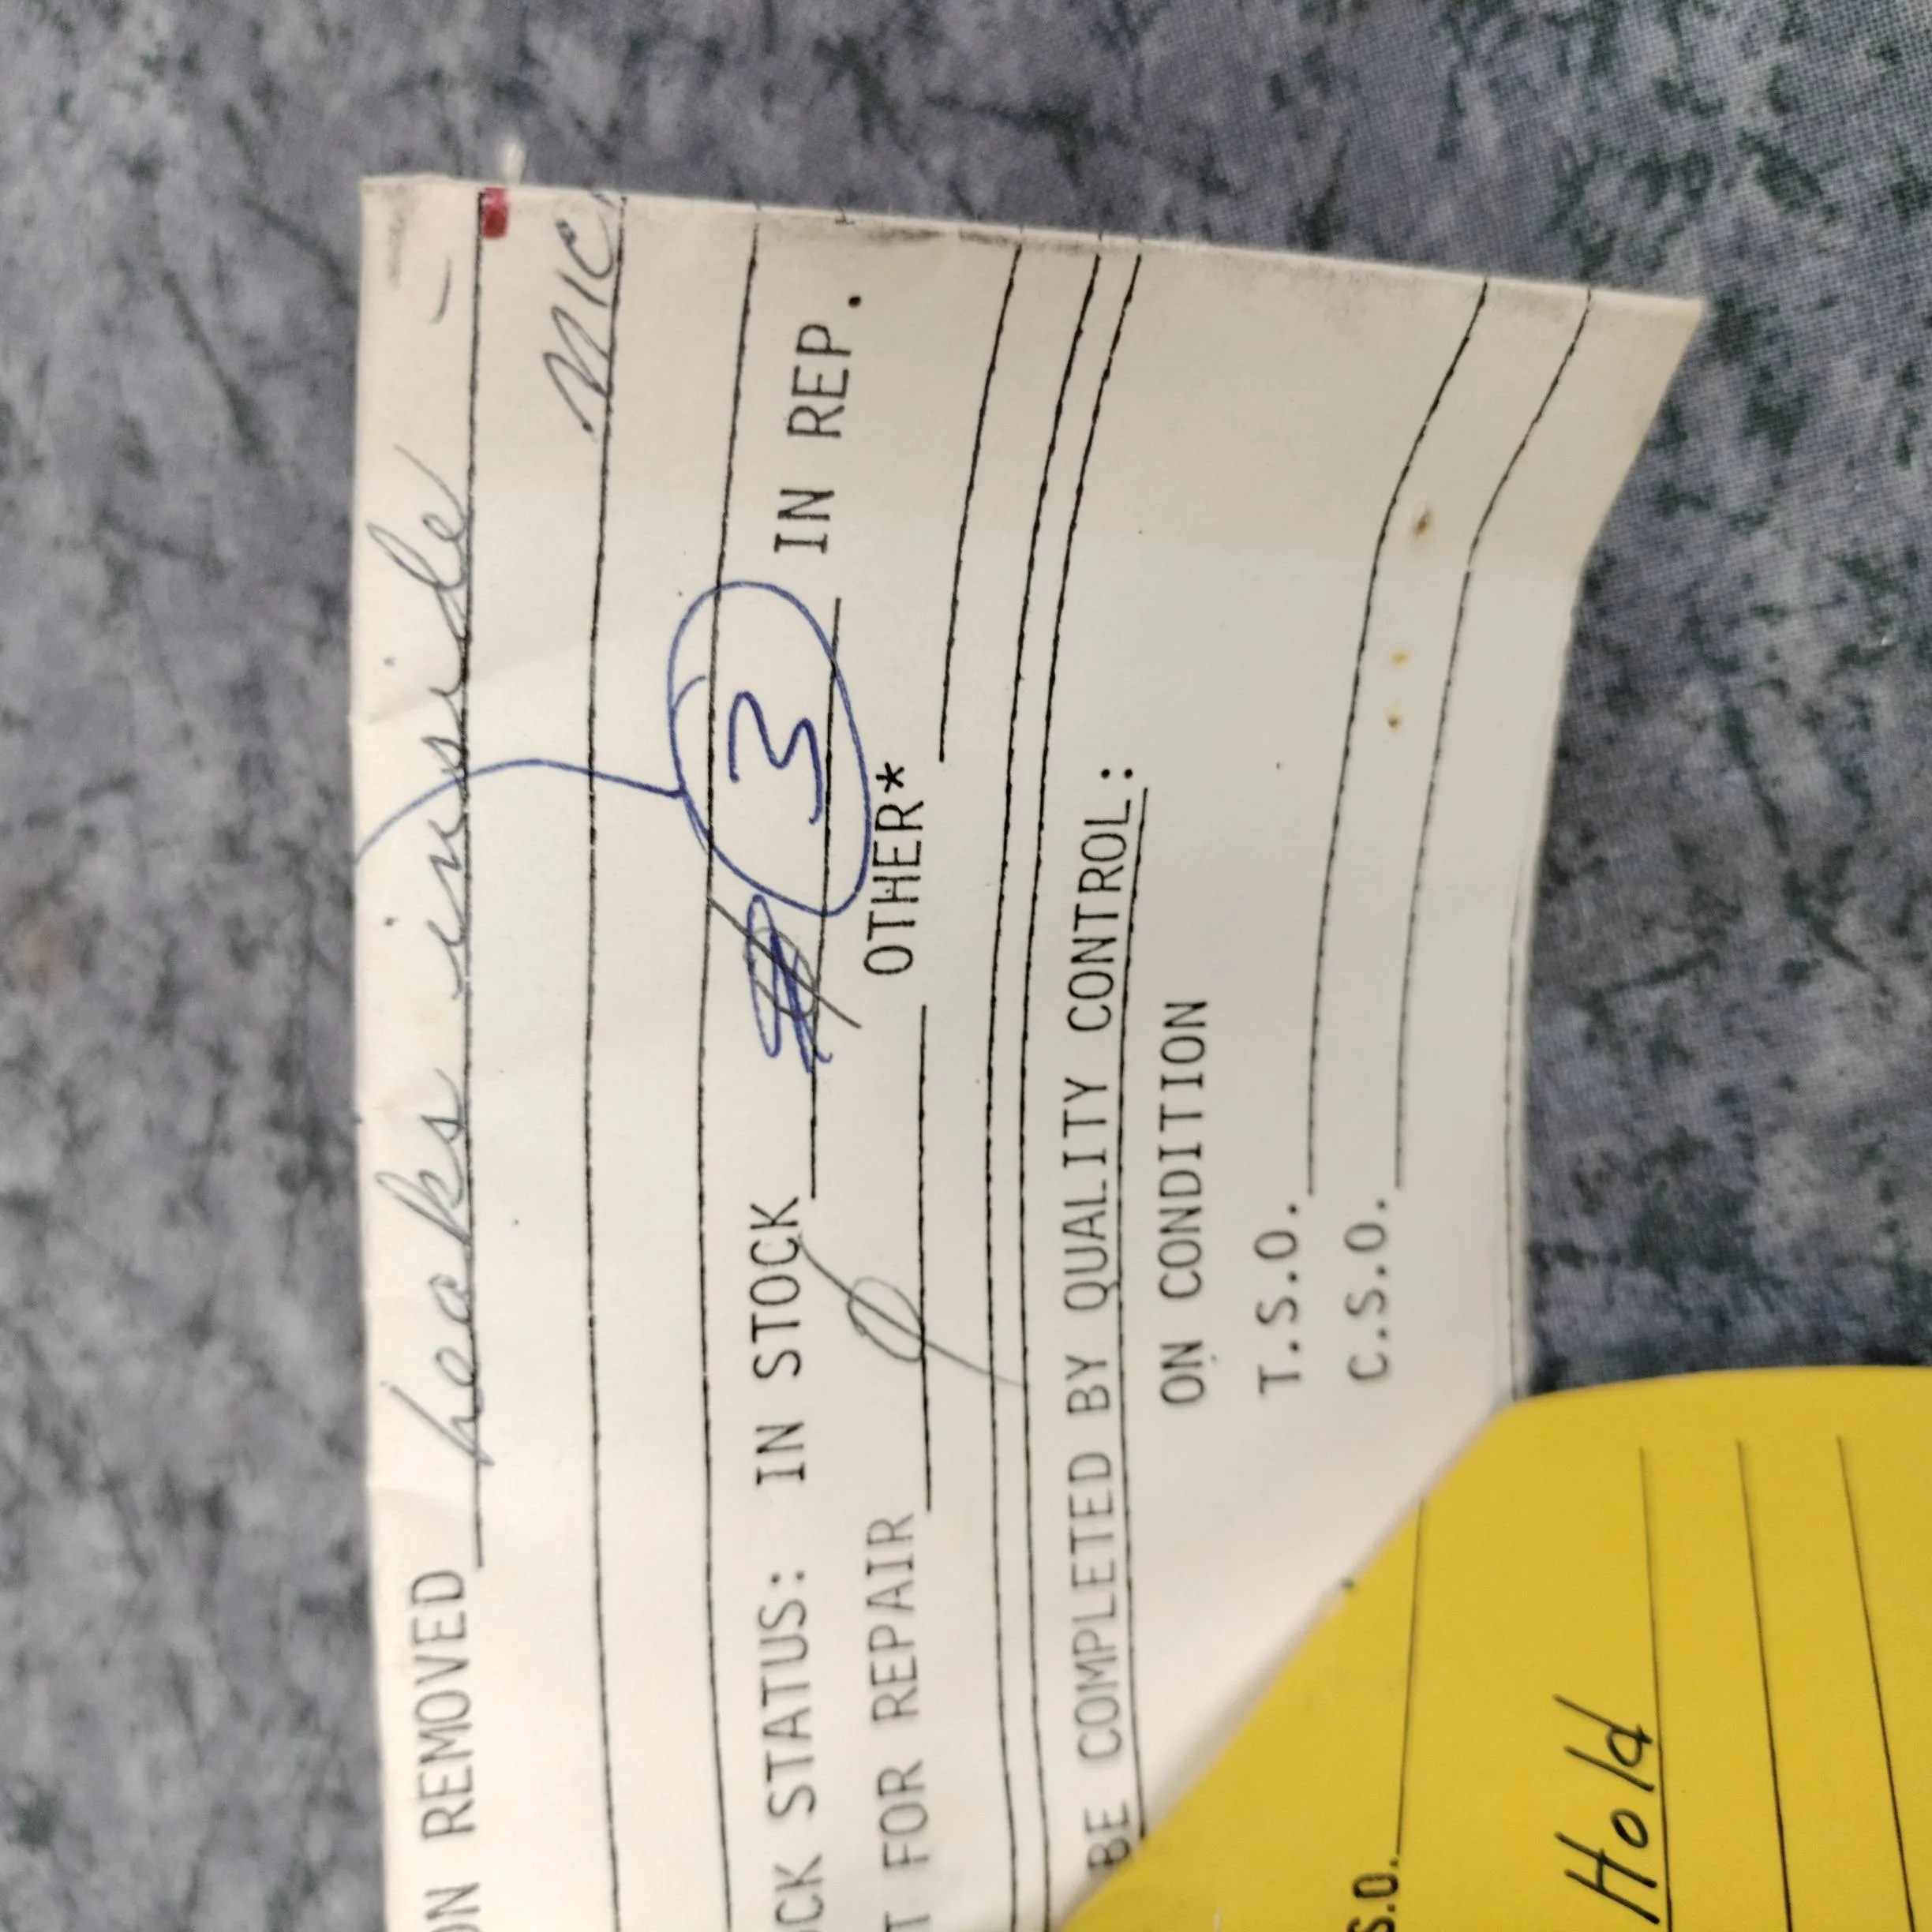 ON REMOVED leaks inside -
CK STATUS: IN STOCK 3 IN REP.
T FOR REPAIR OTHER*
BE COMPLETED BY QUALITY CONTROL:
ON CONDITION
T.S.O.
C.S.O.
S.O.
Hold